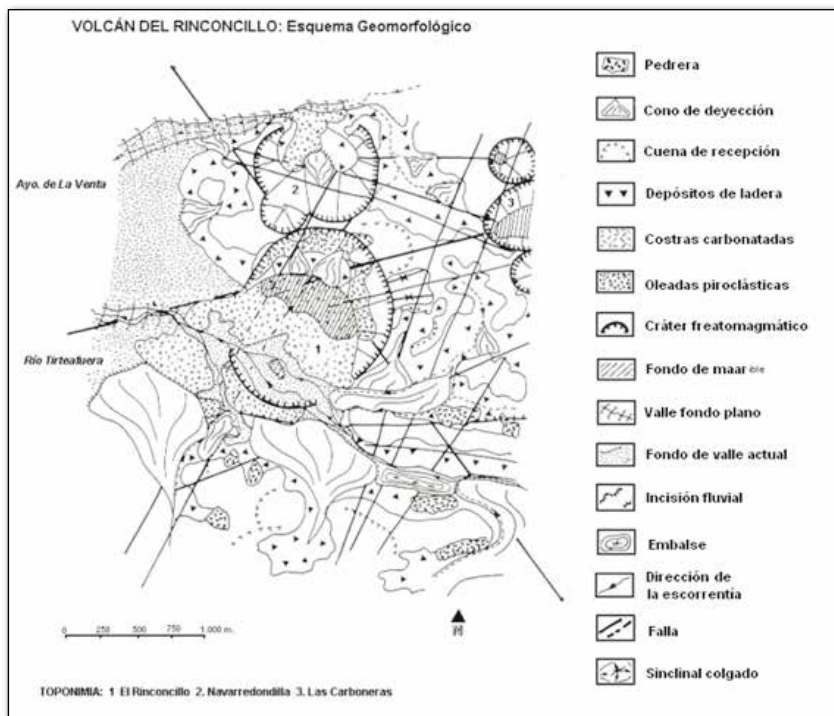 VOLCÁN DEL RINCONCILLO: Esquema Geomorfológico
Ayo. de La Venta
Río Tirteafuera
1
2
3
Pedrera
Cono de deyección
Cuena de recepción
Depósitos de ladera
Costras carbonatadas
Oleadas piroclásticas
Cráter freatomagmático
Fondo de maar
Valle fondo plano
Fondo de valle actual
Incisión fluvial
Embalse
Dirección de
la escorrentía
Falla
Sinclinal colgado
0 250 500 750 1.000 m.
N
TOPONIMIA: 1 El Rinconcillo 2. Navarredondilla 3. Las Carboneras